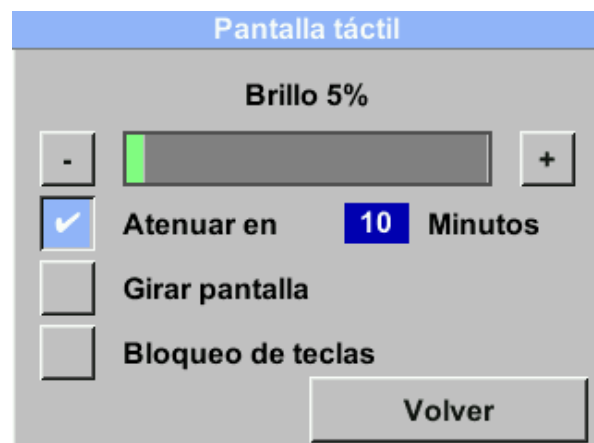 Pantalla táctil
Brillo 5%
- +
✔ Atenuar en 10 Minutos
Girar pantalla
Bloqueo de teclas
Volver